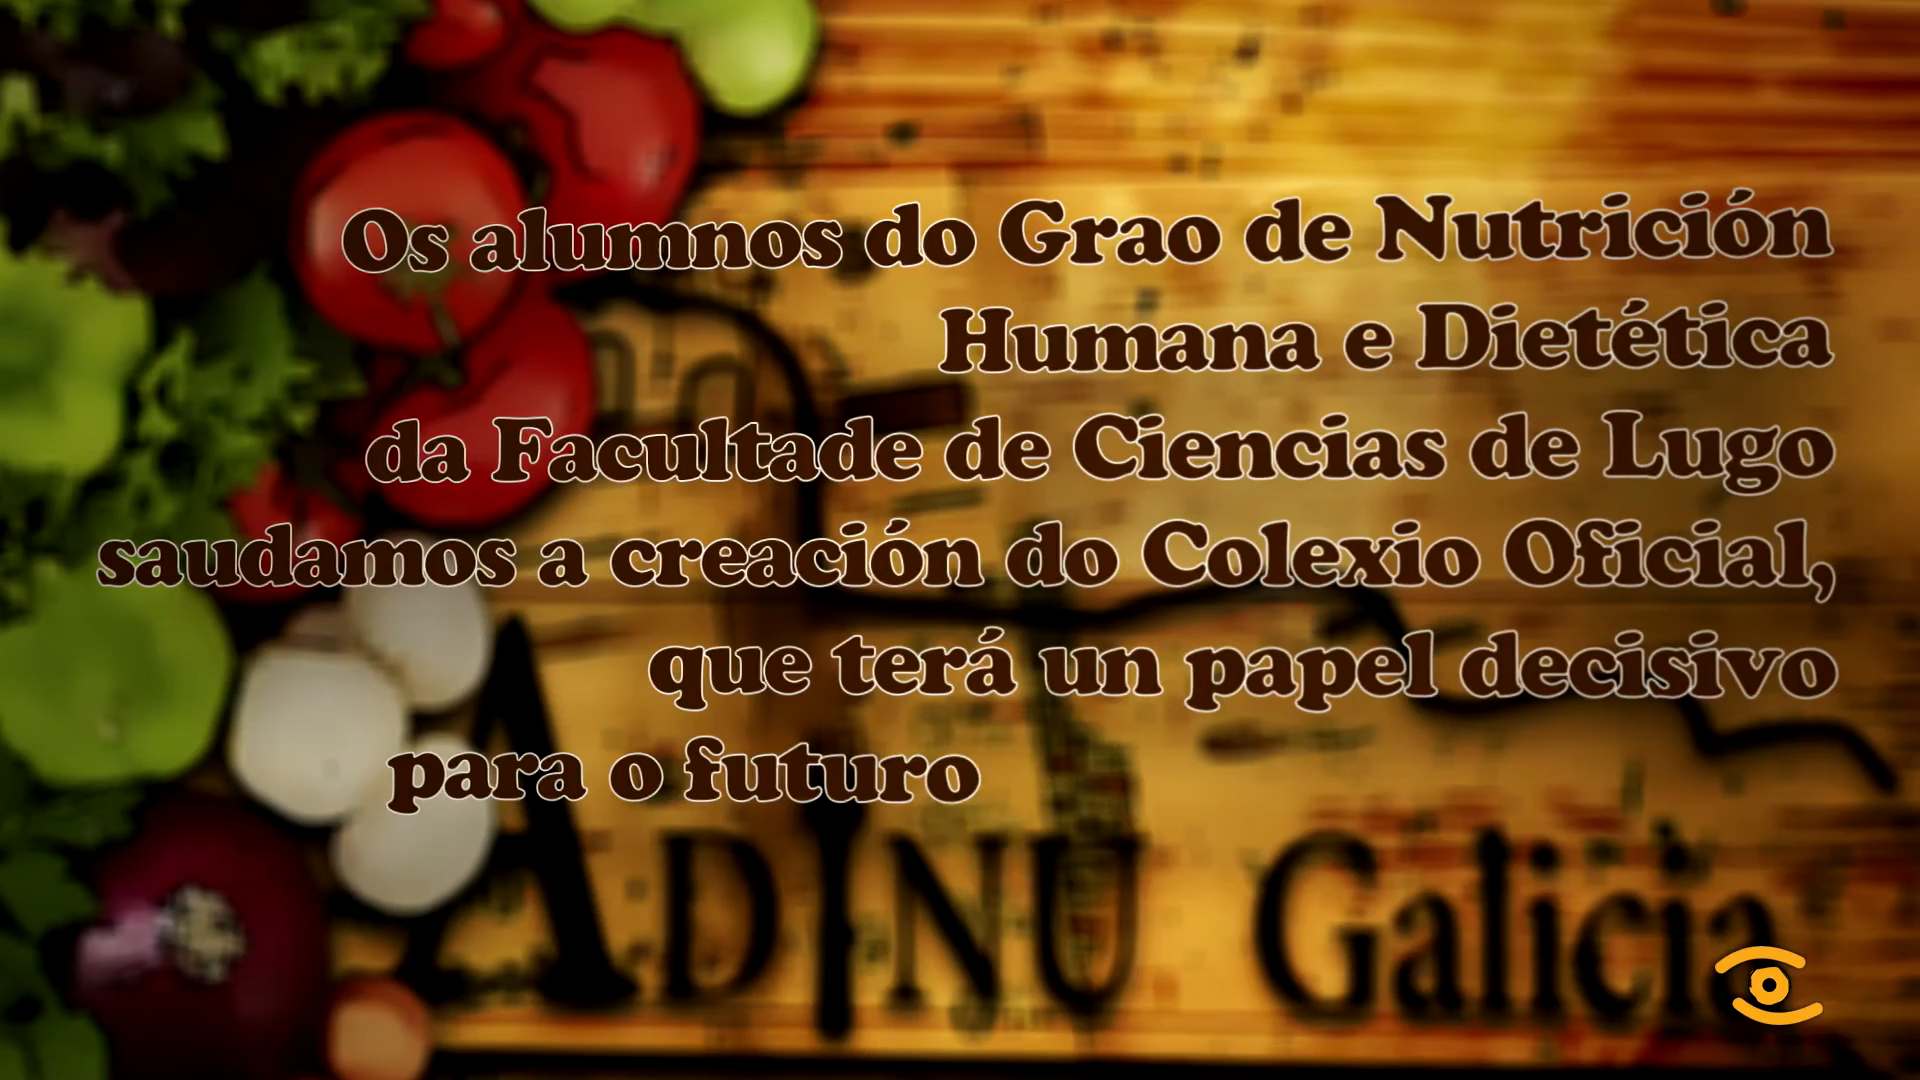 Os alumnos do Grao de Nutrición
Humana e Dietética
da Facultade de Ciencias de Lugo
saudamos a creación do Colexio Oficial,
que terá un papel decisivo
para o futuro
ADINU Galicia